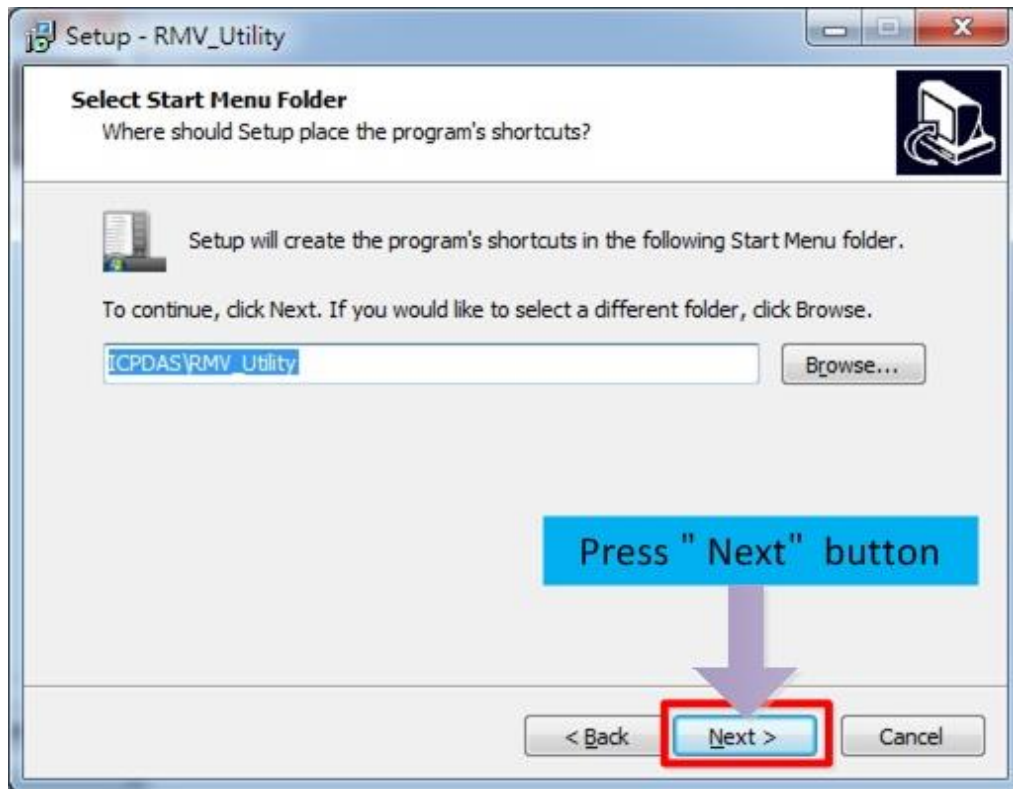 Setup - RMV_Utility
Select Start Menu Folder
Where should Setup place the program's shortcuts?
Setup will create the program's shortcuts in the following Start Menu folder.
To continue, click Next. If you would like to select a different folder, click Browse.
ICPDAS\RMV_Utility
Browse...
Press " Next" button
< Back
Next >
Cancel